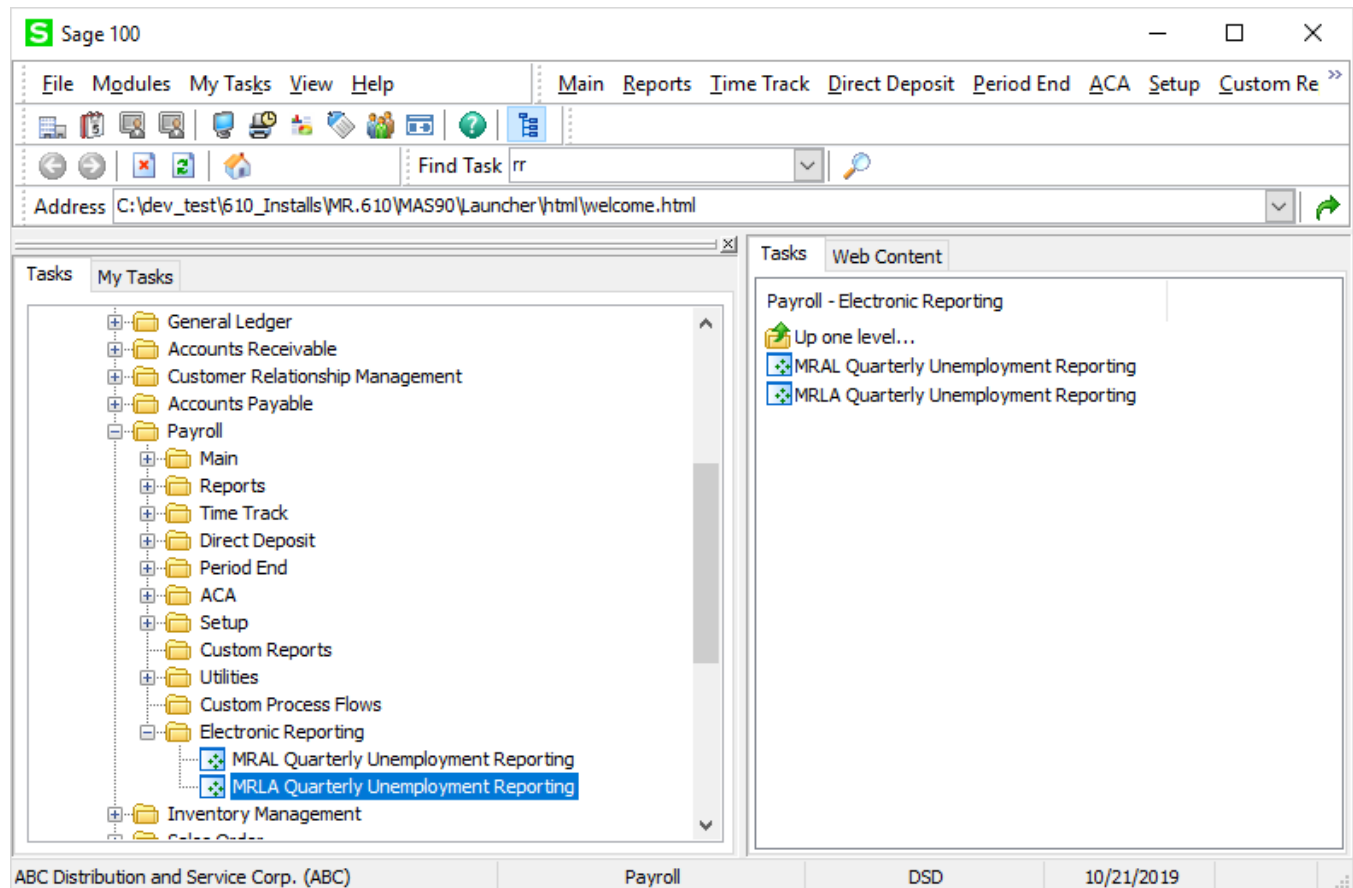 Sage 100
File Modules My Tasks View Help Main Reports Time Track Direct Deposit Period End ACA Setup Custom Re
Find Task rr
Address C:\dev_test\610_Installs\MR.610\MAS90\Launcher\html\welcome.html
Tasks My Tasks
General Ledger
Accounts Receivable
Customer Relationship Management
Accounts Payable
Payroll
Main
Reports
Time Track
Direct Deposit
Period End
ACA
Setup
Custom Reports
Utilities
Custom Process Flows
Electronic Reporting
MRAL Quarterly Unemployment Reporting
MRLA Quarterly Unemployment Reporting
Inventory Management
Sales Order
Tasks Web Content
Payroll - Electronic Reporting
Up one level...
MRAL Quarterly Unemployment Reporting
MRLA Quarterly Unemployment Reporting
ABC Distribution and Service Corp. (ABC) Payroll DSD 10/21/2019